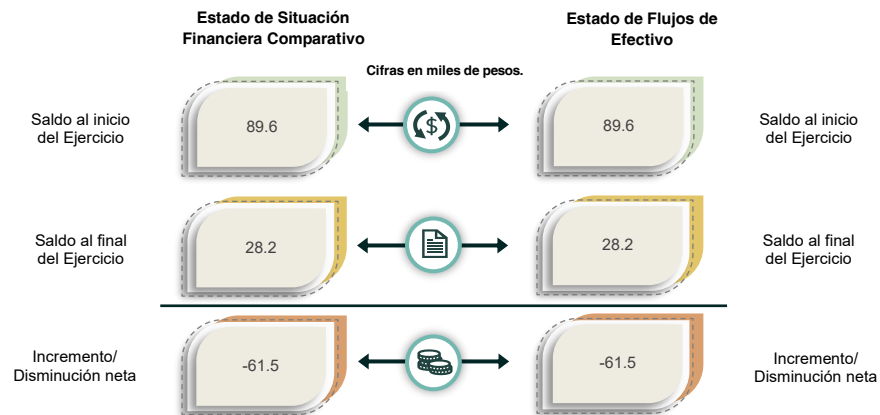 Estado de Situación
Financiera Comparativo
Estado de Flujos de
Efectivo
Cifras en miles de pesos.
Saldo al inicio
del Ejercicio
89.6
$
89.6
Saldo al inicio
del Ejercicio
Saldo al final
del Ejercicio
28.2
28.2
Saldo al final
del Ejercicio
Incremento/
Disminución neta
-61.5
-61.5
Incremento/
Disminución neta